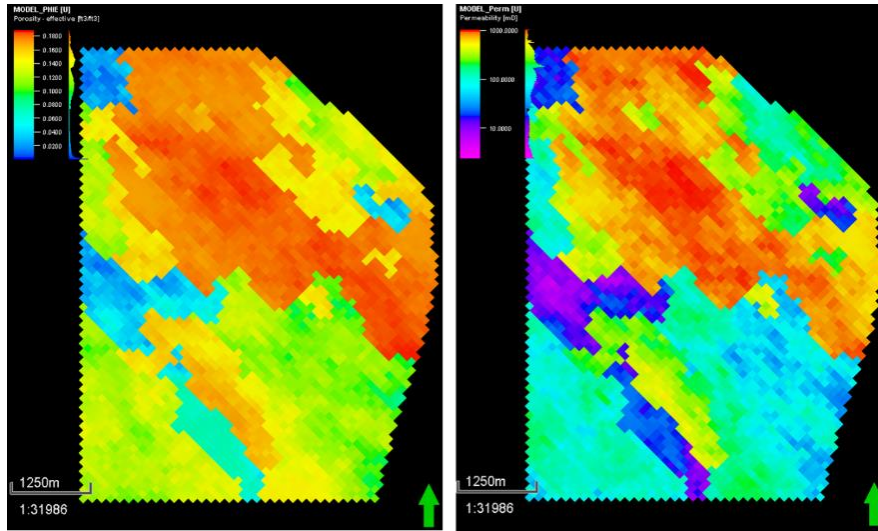 MODEL_PHIE [U]
Porosity - effective [ft3/ft3]
0.1800
0.1600
0.1400
0.1200
0.1000
0.0800
0.0600
0.0400
0.0200
1250m
1:31986
MODEL_Perm [U]
Permeability [mD]
1000.0000
100.0000
10.0000
1250m
1:31986